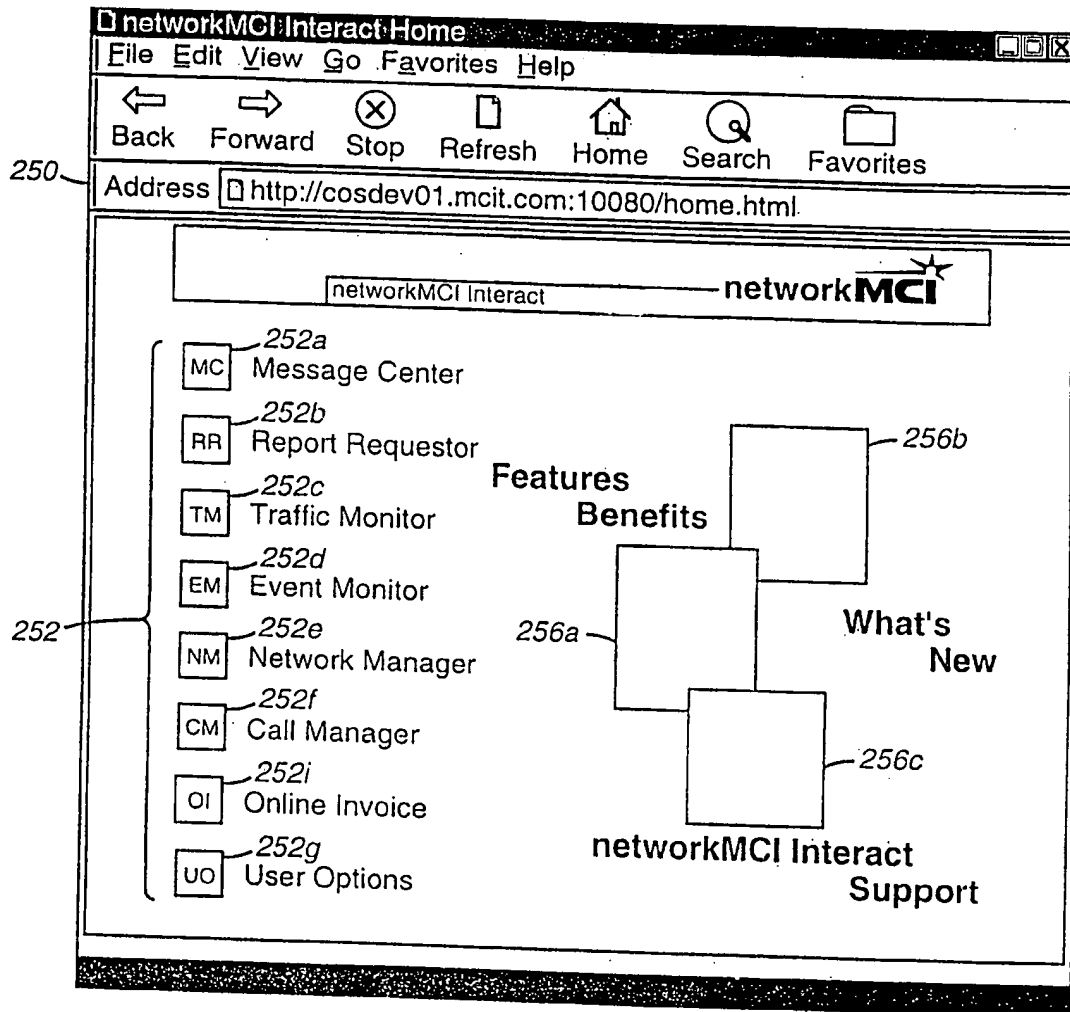 networkMCI Interact Home
File Edit View Go Favorites Help
Back Forward Stop Refresh Home Search Favorites
250
Address http://cosdev01.mcit.com:10080/home.html
networkMCI Interact
networkMCI
252
252a
MC Message Center
252b
RR Report Requestor
252c
TM Traffic Monitor
252d
EM Event Monitor
252e
NM Network Manager
252f
CM Call Manager
252i
OI Online Invoice
252g
UO User Options
Features
Benefits
256b
256a
What's
New
256c
networkMCI Interact
Support